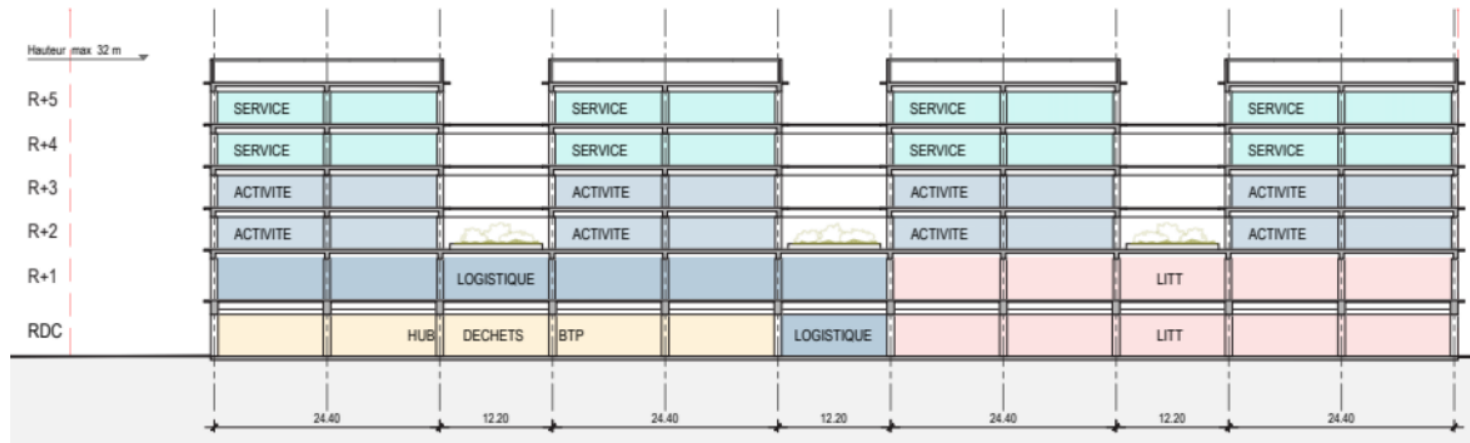 Hauteur max 32 m
R+5 SERVICE SERVICE SERVICE SERVICE
R+4 SERVICE SERVICE SERVICE SERVICE
R+3 ACTIVITE ACTIVITE ACTIVITE ACTIVITE
R+2 ACTIVITE ACTIVITE ACTIVITE ACTIVITE
R+1 LOGISTIQUE LITT
RDC HUB DECHETS BTP LOGISTIQUE LITT
24.40 12.20 24.40 12.20 24.40 12.20 24.40